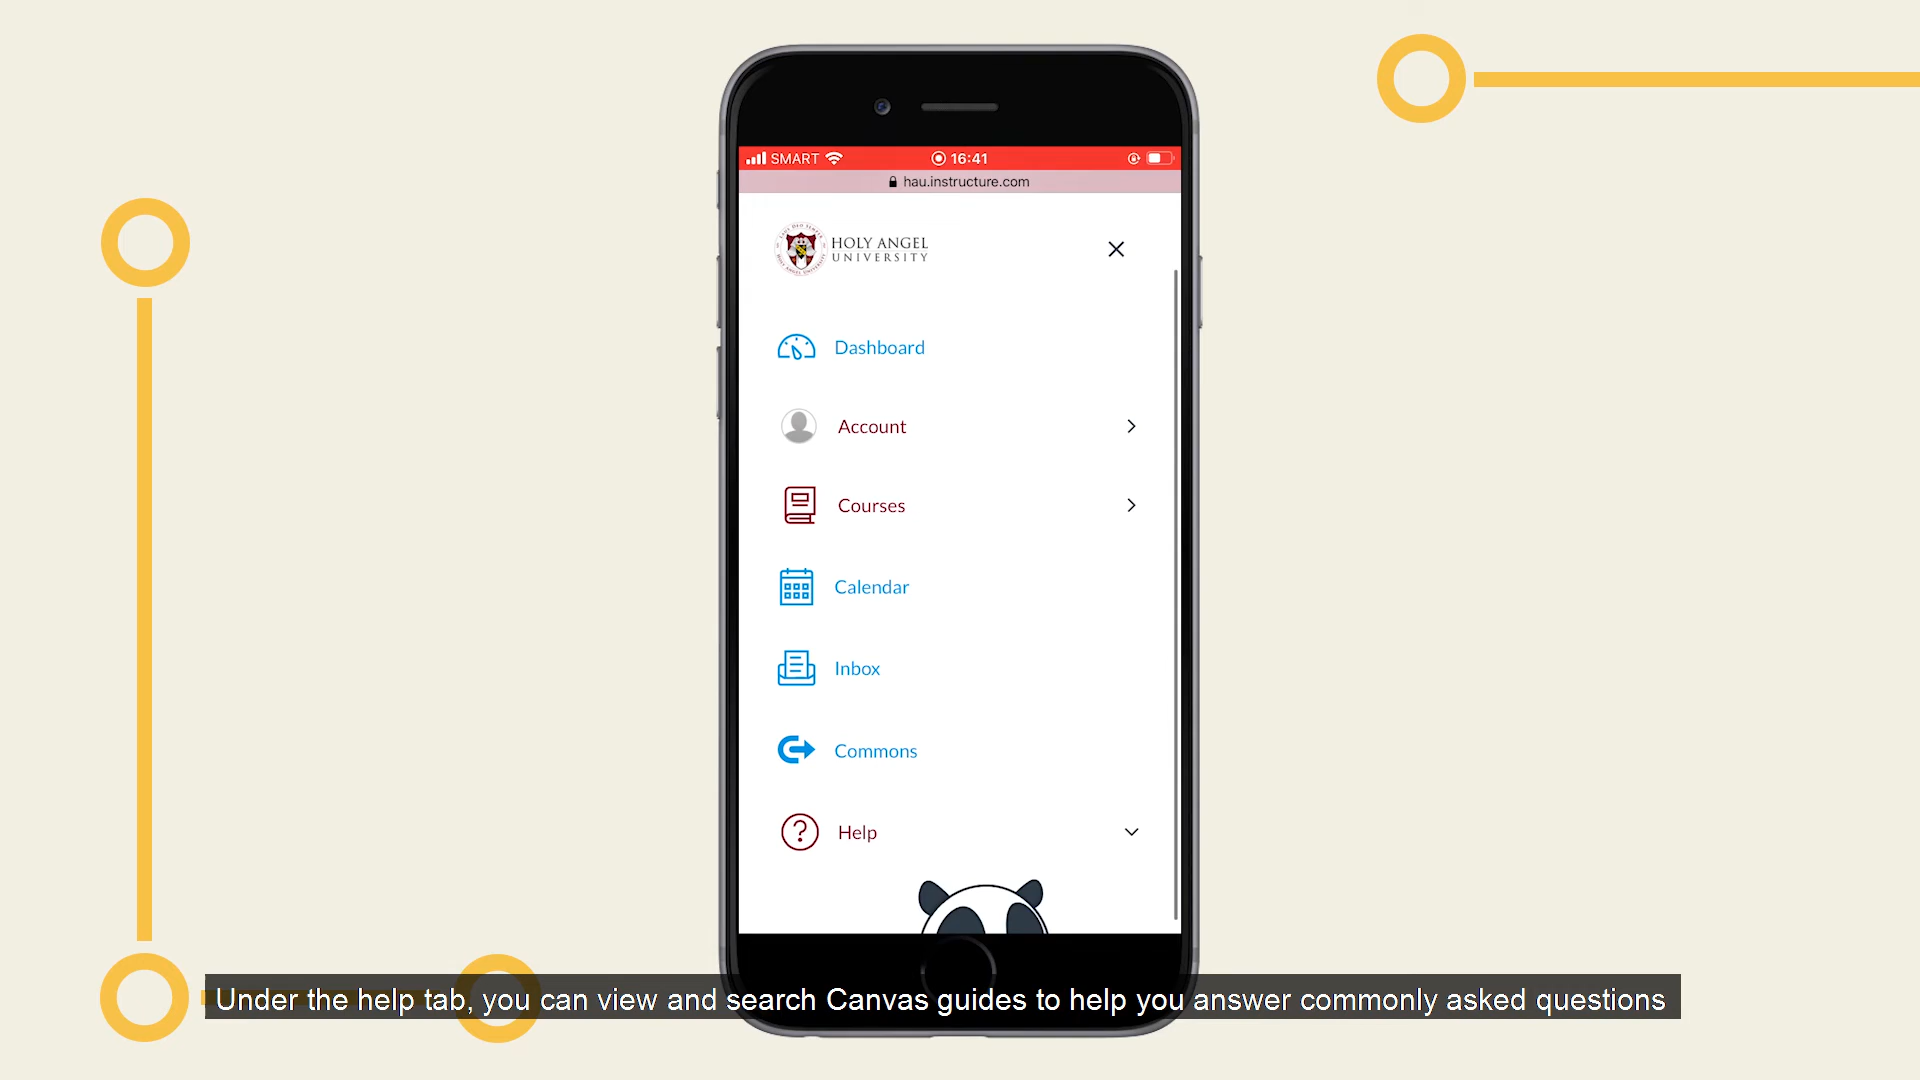 SMART 16:41
hau.instructure.com
HOLY ANGEL
UNIVERSITY
Dashboard
Account
Courses
Calendar
Inbox
Commons
Help
Under the help tab, you can view and search Canvas guides to help you answer commonly asked questions